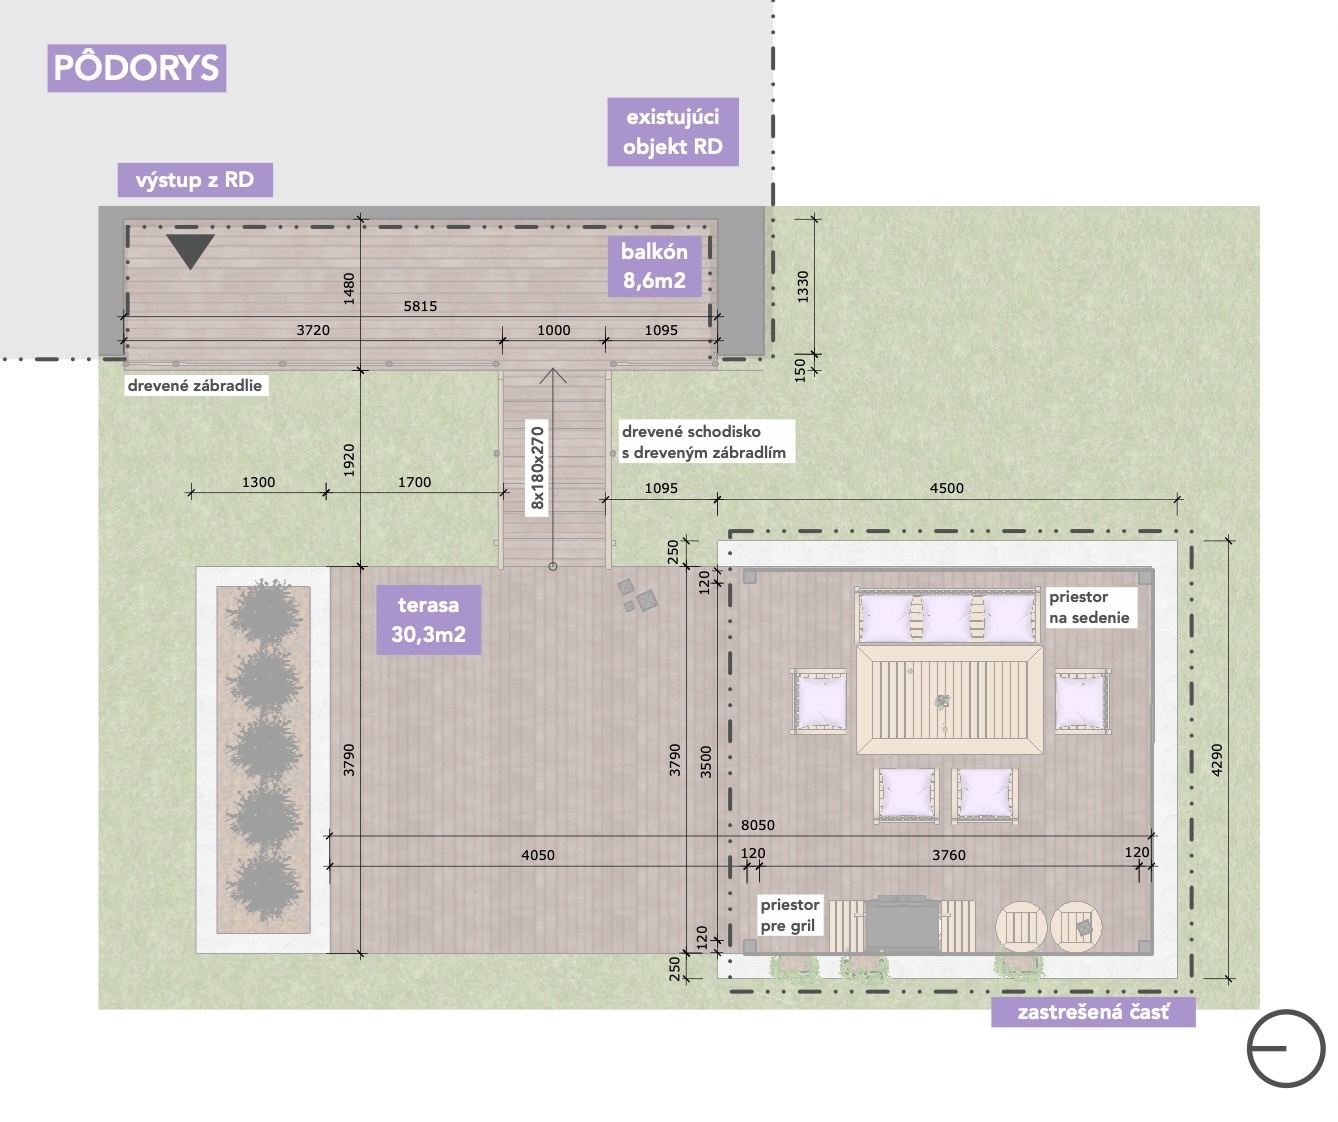 PÔDORYS
existujúci
objekt RD
výstup z RD
balkón
8,6m2
1480
1330
5815
3720
1000
1095
150
drevené zábradlie
drevené schodisko
s dreveným zábradlím
8x180x270
1920
1300
1700
1095
4500
250
120
terasa
30,3m2
priestor
na sedenie
3790
3790
3500
4290
8050
4050
120
3760
120
priestor
pre gril
120
250
zastrešená časť